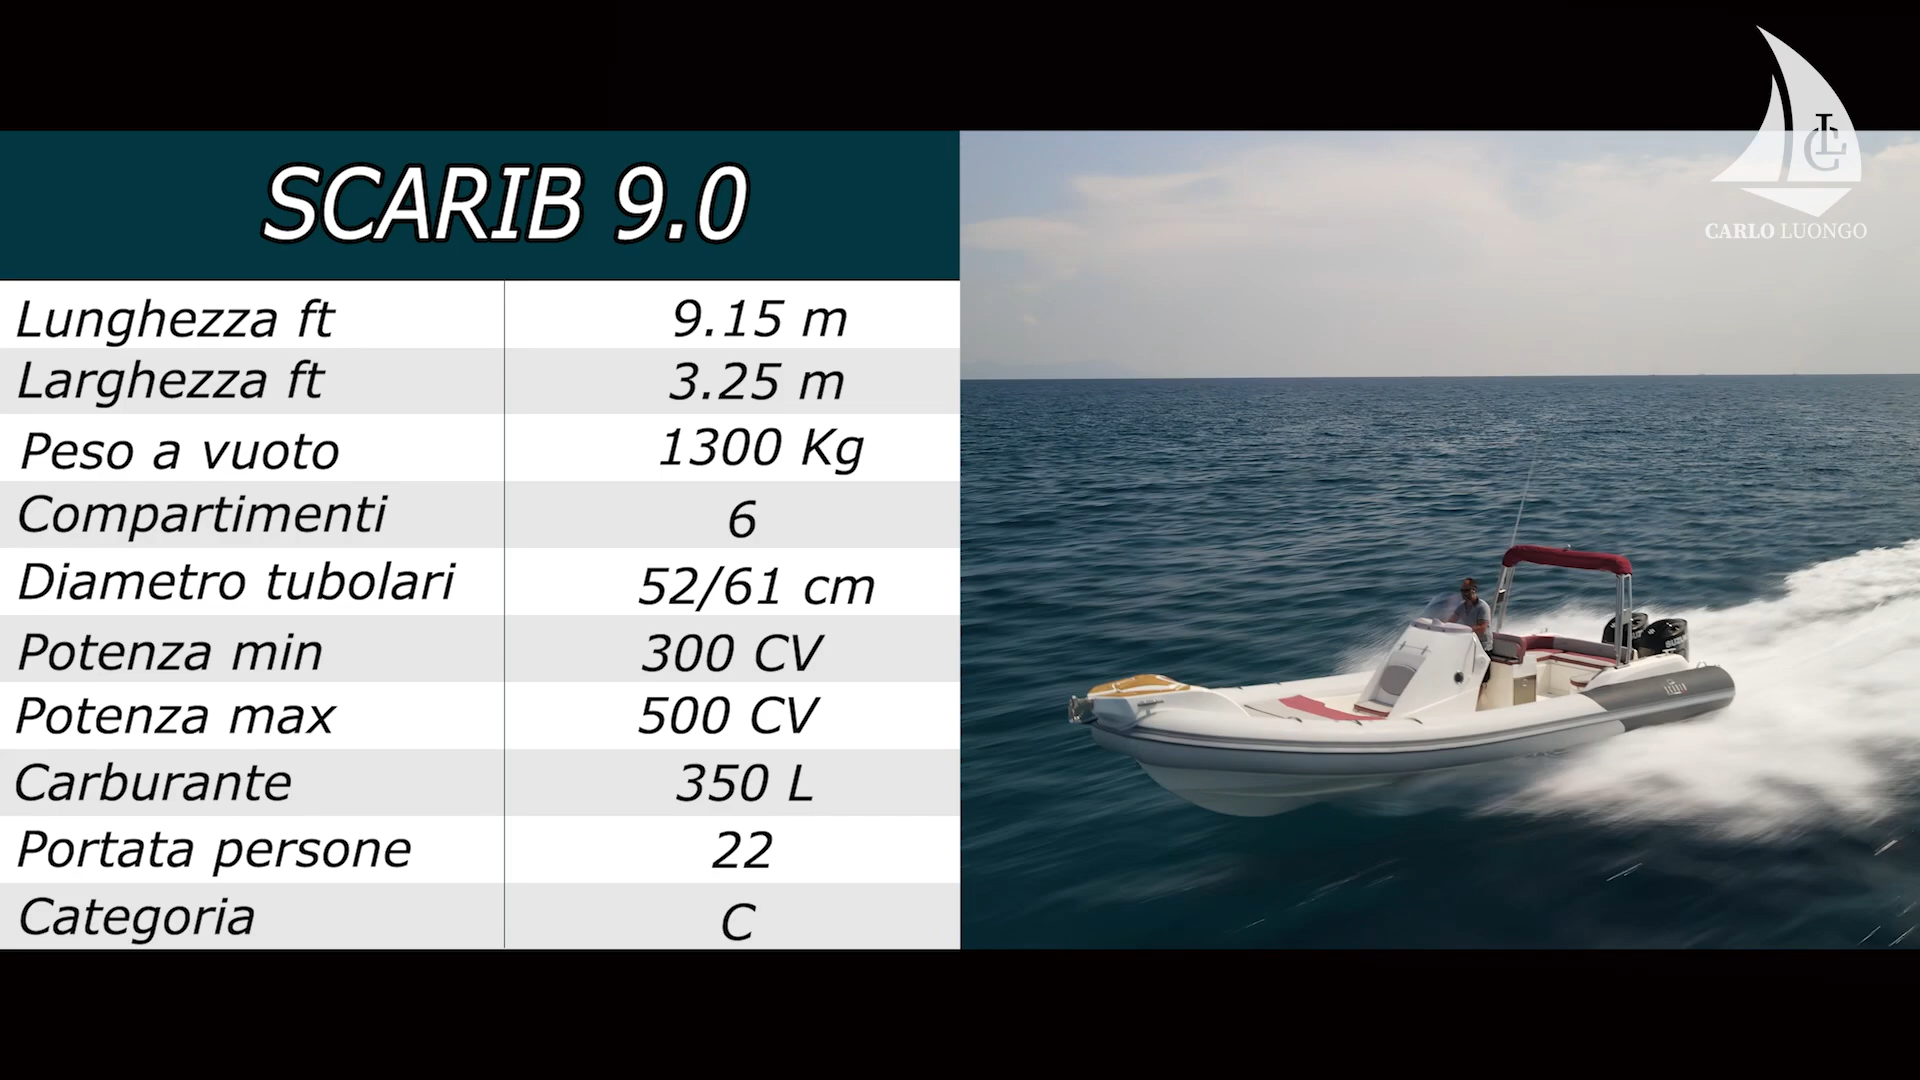 SCARIB 9.0
Lunghezza ft 9.15 m
Larghezza ft 3.25 m
Peso a vuoto 1300 Kg
Compartimenti 6
Diametro tubolari 52/61 cm
Potenza min 300 CV
Potenza max 500 CV
Carburante 350 L
Portata persone 22
Categoria C
LC
CARLO LUONGO